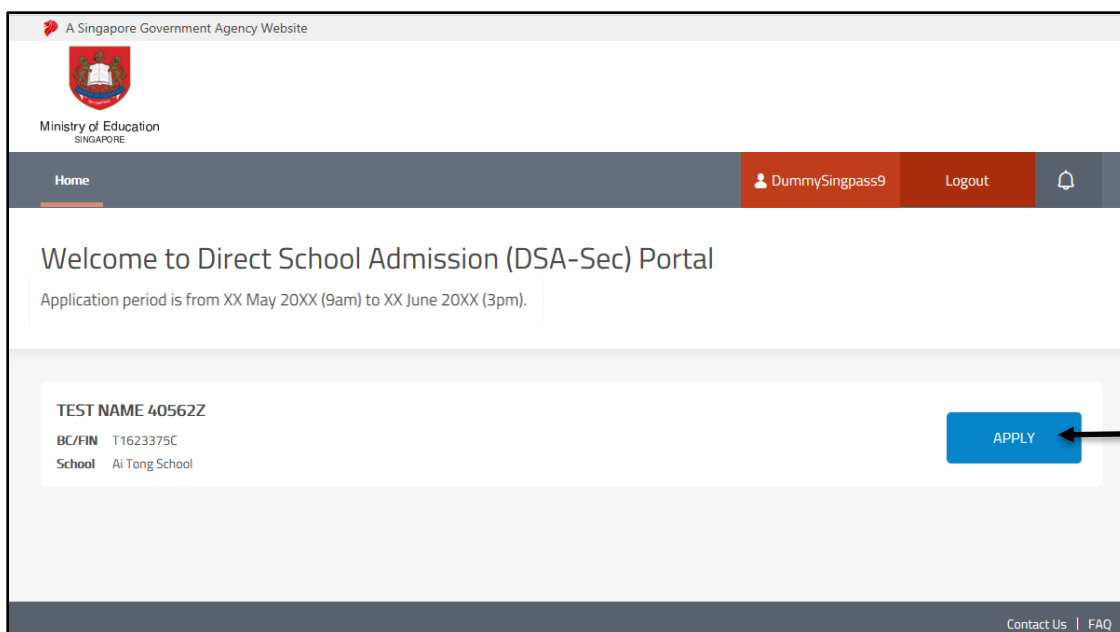 A Singapore Government Agency Website
Ministry of Education
SINGAPORE
Home
DummySingpass9
Logout
Welcome to Direct School Admission (DSA-Sec) Portal
Application period is from XX May 20XX (9am) to XX June 20XX (3pm).
TEST NAME 40562Z
BC/FIN T1623375C
School Ai Tong School
APPLY
Contact Us | FAQ